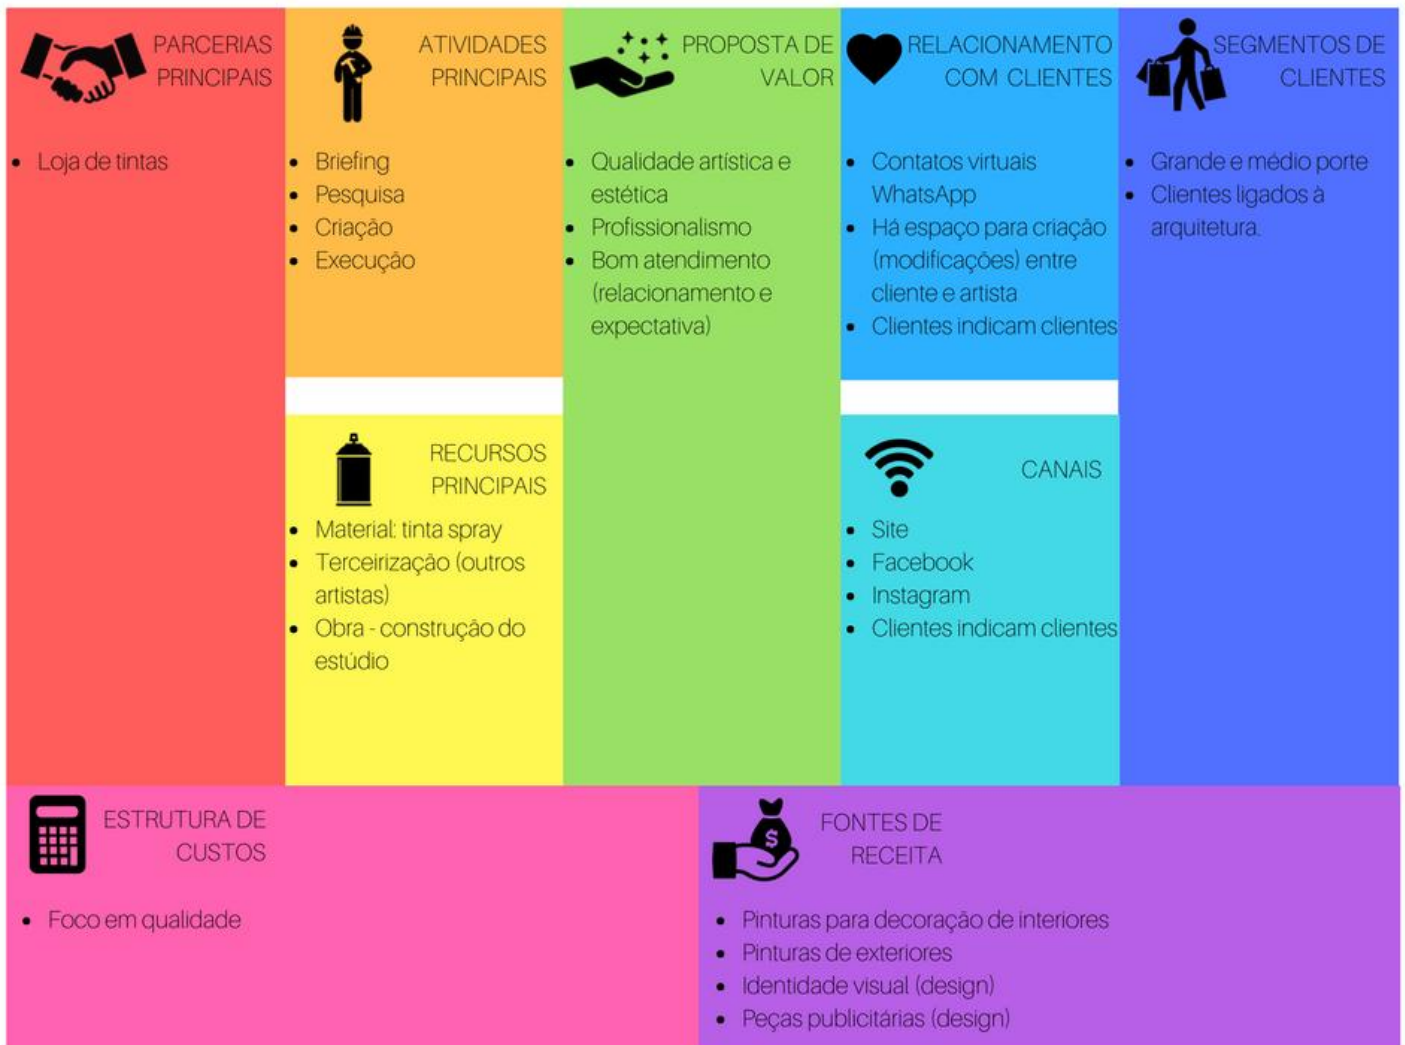 PARCERIAS
PRINCIPAIS
• Loja de tintas
ATIVIDADES
PRINCIPAIS
• Briefing
• Pesquisa
• Criação
• Execução
RECURSOS
PRINCIPAIS
• Material: tinta spray
• Terceirização (outros
artistas)
• Obra - construção do
estúdio
PROPOSTA DE
VALOR
• Qualidade artística e
estética
• Profissionalismo
• Bom atendimento
(relacionamento e
expectativa)
RELACIONAMENTO
COM CLIENTES
• Contatos virtuais
WhatsApp
• Há espaço para criação
(modificações) entre
cliente e artista
• Clientes indicam clientes
CANAIS
• Site
• Facebook
• Instagram
• Clientes indicam clientes
SEGMENTOS DE
CLIENTES
• Grande e médio porte
• Clientes ligados à
arquitetura.
ESTRUTURA DE
CUSTOS
• Foco em qualidade
FONTES DE
RECEITA
$
• Pinturas para decoração de interiores
• Pinturas de exteriores
• Identidade visual (design)
• Peças publicitárias (design)